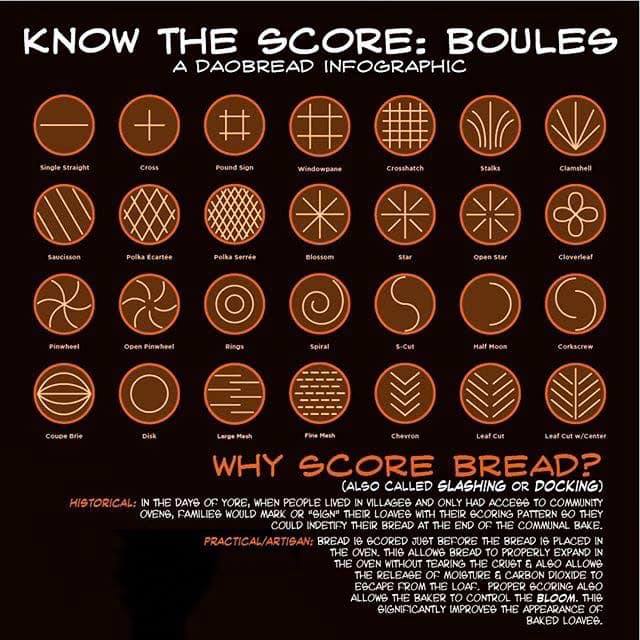 KNOW THE SCORE: BOULES
A DAOBREAD INFOGRAPHIC
Single Straight
Cross
Pound Sign
Windowpane
Crosshatch
Stalks
Clamshell
Saucisson
Polka Écartée
Polka Serrée
Blossom
Star
Open Star
Cloverleaf
Pinwheel
Open Pinwheel
Rings
Spiral
S-Cut
Half Moon
Corkscrew
Coupe Brie
Disk
Large Mesh
Fine Mesh
Chevron
Leaf Cut
Leaf Cut w/Center
WHY SCORE BREAD?
(ALSO CALLED SLASHING OR DOCKING)
HISTORICAL: IN THE DAYS OF YORE, WHEN PEOPLE LIVED IN VILLAGES AND ONLY HAD ACCESS TO COMMUNITY
OVENS, FAMILIES WOULD MARK OR "SIGN" THEIR LOAVES WITH THEIR SCORING PATTERN SO THEY
COULD INDETIFY THEIR BREAD AT THE END OF THE COMMUNAL BAKE.
PRACTICAL/ARTISAN: BREAD IS SCORED JUST BEFORE THE BREAD IS PLACED IN
THE OVEN. THIS ALLOWS BREAD TO PROPERLY EXPAND IN
THE OVEN WITHOUT TEARING THE CRUST & ALSO ALLOWS
THE RELEASE OF MOISTURE & CARBON DIOXIDE TO
ESCAPE FROM THE LOAF. PROPER SCORING ALSO
ALLOWS THE BAKER TO CONTROL THE BLOOM. THIS
SIGNIFICANTLY IMPROVES THE APPEARANCE OF
BAKED LOAVES.